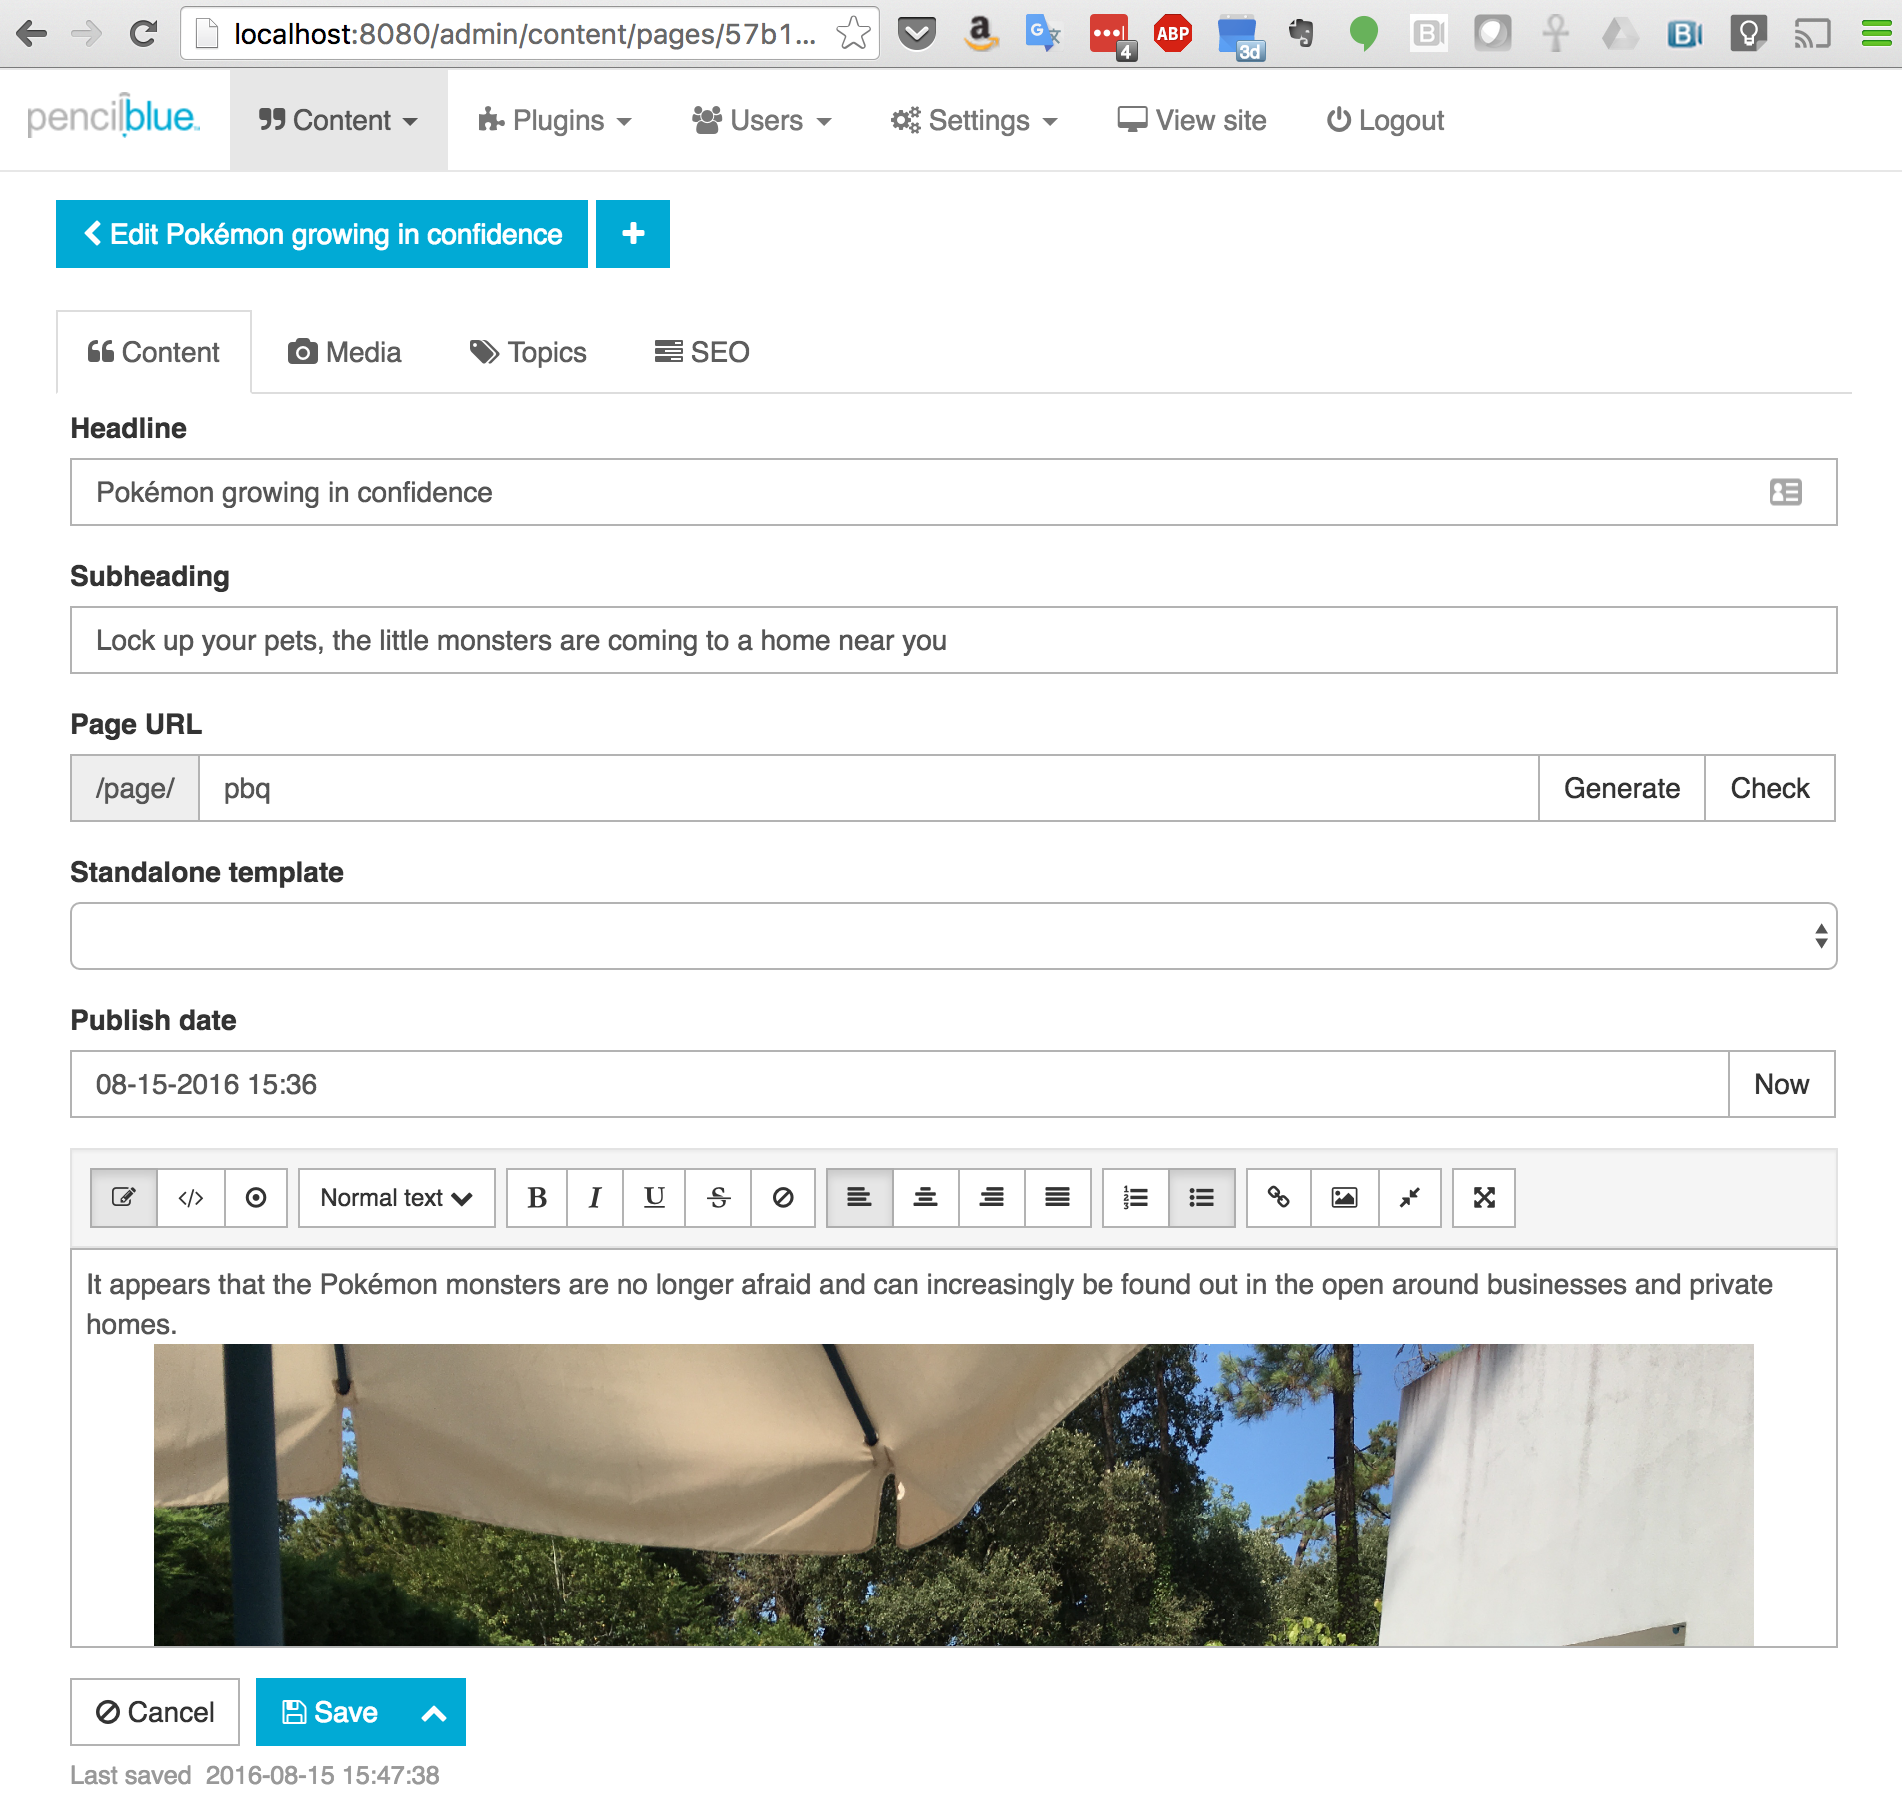 localhost:8080/admin/content/pages/57b1...
4
ABP
3d
pencilblue
Content
Plugins
Users
Settings
View site
Logout
Edit Pokémon growing in confidence
Content
Media
Topics
SEO
Headline
Pokémon growing in confidence
Subheading
Lock up your pets, the little monsters are coming to a home near you
Page URL
/page/ pbq Generate Check
Standalone template
Publish date
08-15-2016 15:36 Now
Normal text B I U S
It appears that the Pokémon monsters are no longer afraid and can increasingly be found out in the open around businesses and private
homes.
Cancel
Save
Last saved 2016-08-15 15:47:38